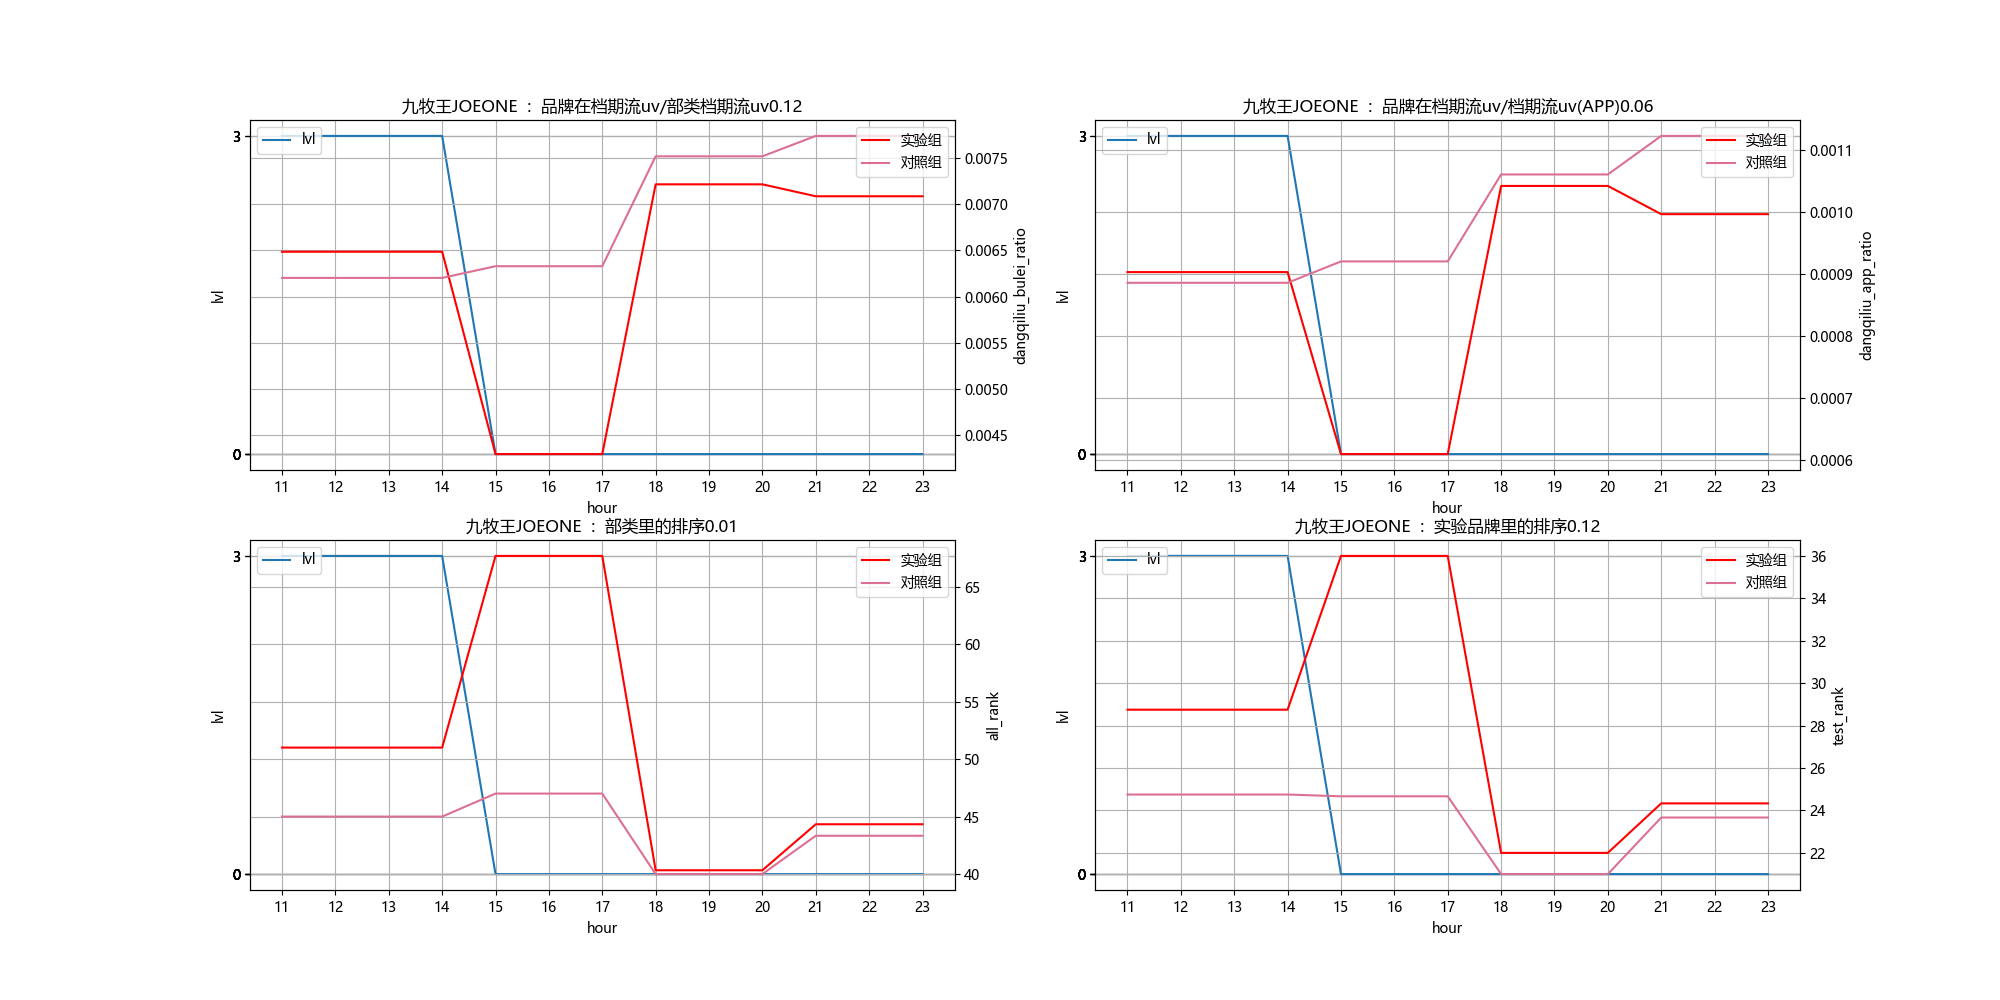 九牧王JOEONE ：品牌在档期流uv/部类档期流uv0.12
lvl
实验组
对照组
3
0
lvl
0.0075
0.0070
0.0065
0.0060
0.0055
0.0050
0.0045
dangqiliu_bulei_ratio
11 12 13 14 15 16 17 18 19 20 21 22 23
hour
九牧王JOEONE ：品牌在档期流uv/档期流uv(APP)0.06
lvl
实验组
对照组
3
0
lvl
0.0011
0.0010
0.0009
0.0008
0.0007
0.0006
dangqiliu_app_ratio
11 12 13 14 15 16 17 18 19 20 21 22 23
hour
九牧王JOEONE ：部类里的排序0.01
lvl
实验组
对照组
3
0
lvl
65
60
55
50
45
40
all_rank
11 12 13 14 15 16 17 18 19 20 21 22 23
hour
九牧王JOEONE ：实验品牌里的排序0.12
lvl
实验组
对照组
3
0
lvl
36
34
32
30
28
26
24
22
test_rank
11 12 13 14 15 16 17 18 19 20 21 22 23
hour